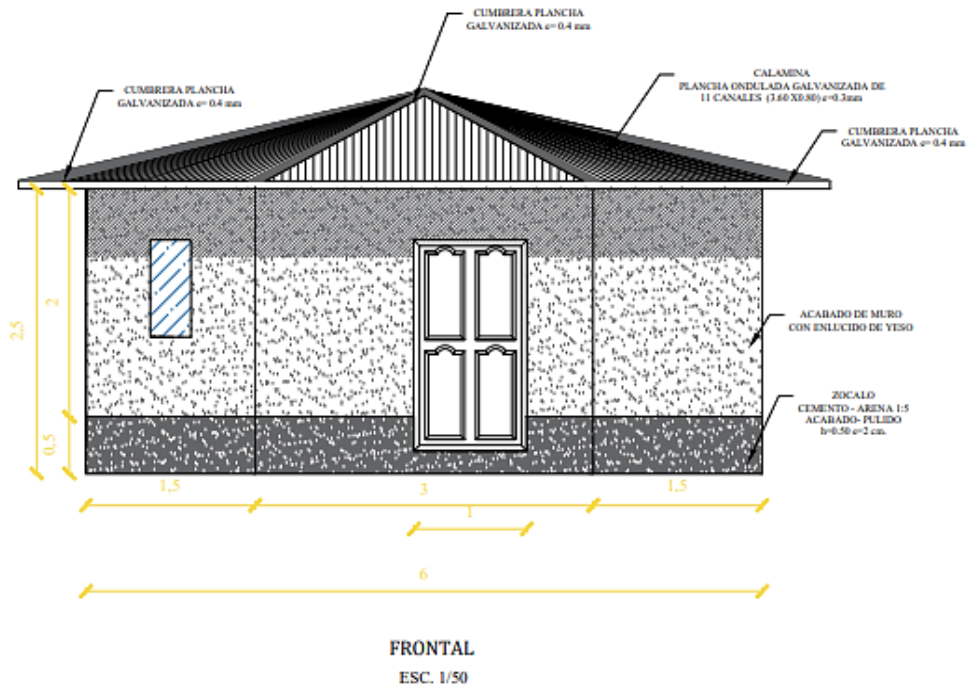 CUMBRERA PLANCHA
GALVANIZADA e= 0.4 mm
CUMBRERA PLANCHA
GALVANIZADA e= 0.4 mm
CALAMINA
PLANCHA ONDULADA GALVANIZADA DE
11 CANALES (3.60 X0.80) e=0.3mm
CUMBRERA PLANCHA
GALVANIZADA e= 0.4 mm
2,5
2
0,5
ACABADO DE MURO
CON ENLUCIDO DE YESO
ZOCALO
CEMENTO - ARENA 1:5
ACABADO- PULIDO
h=0.50 e=2 cm.
1,5
3
1,5
1
6
FRONTAL
ESC. 1/50